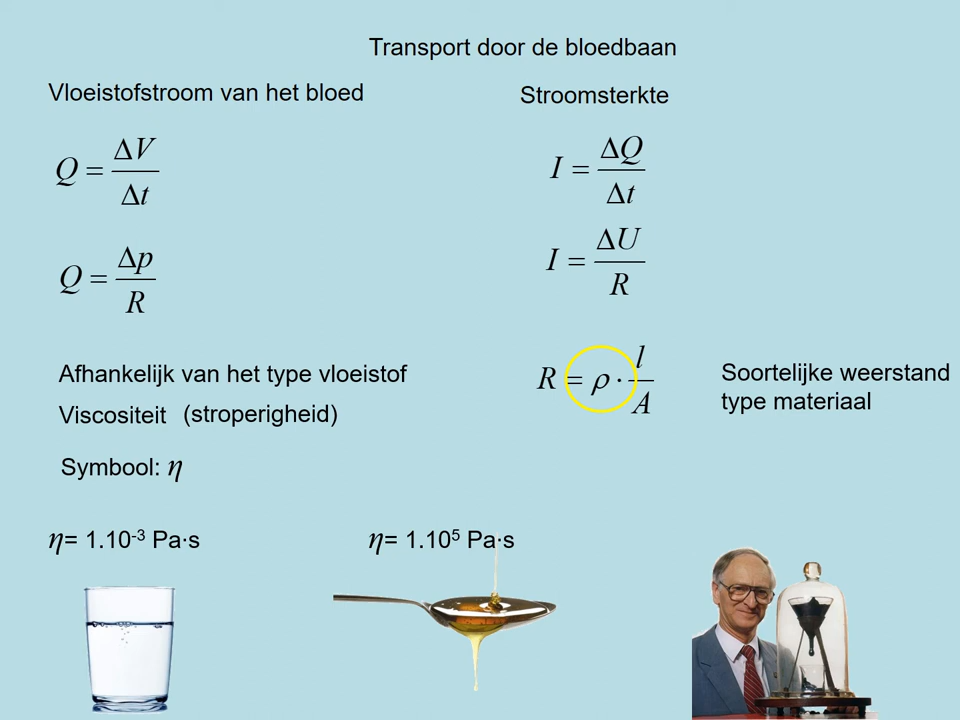 Transport door de bloedbaan
Vloeistofstroom van het bloed
Stroomsterkte
Q = ΔV / Δt
I = ΔQ / Δt
Q = Δp / R
I = ΔU / R
Afhankelijk van het type vloeistof
R = ρ · l / A
Soortelijke weerstand
type materiaal
Viscositeit (stroperigheid)
Symbool: η
η= 1.10⁻³ Pa·s
η= 1.10⁵ Pa·s